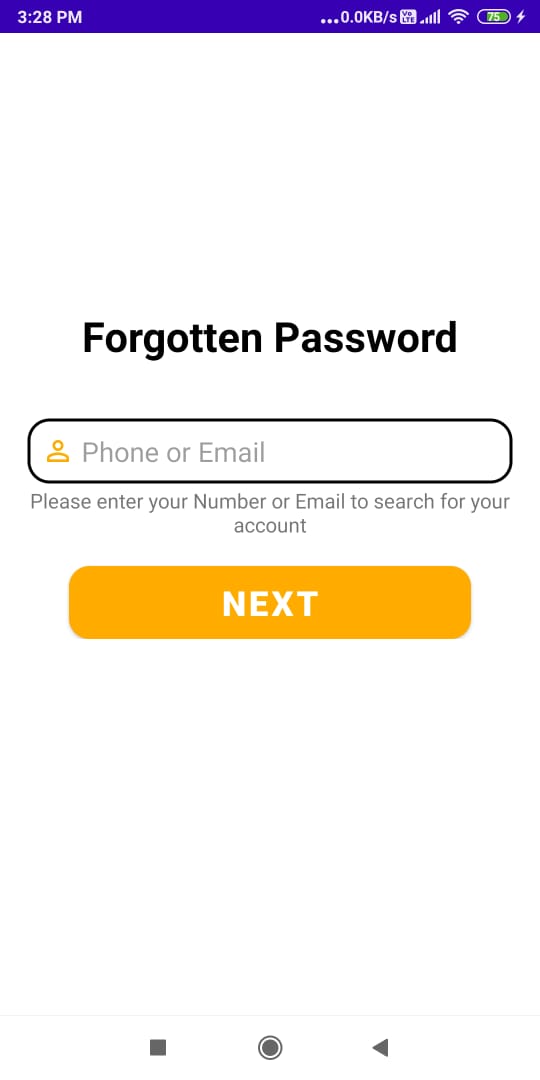 3:28 PM
...0.0KB/s Vo LTE 75
Forgotten Password
Phone or Email
Please enter your Number or Email to search for your
account
NEXT